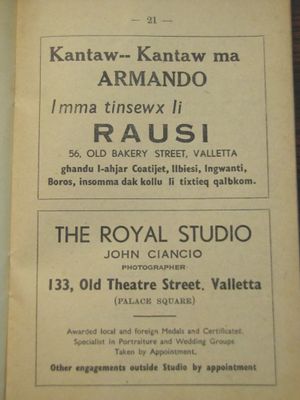 — 21 —
Kantaw-- Kantaw ma
ARMANDO
Imma tinsewx li
RAUSI
56, OLD BAKERY STREET, VALLETTA
ghandu l-ahjar Coatijet, Ilbiesi, Ingwanti,
Boros, insomma dak kollu li tixtieq qalbkom.
THE ROYAL STUDIO
JOHN CIANCIO
PHOTOGRAPHER
133, Old Theatre Street, Valletta
(PALACE SQUARE)
Awarded local and foreign Medals and Certificated.
Specialist in Portraiture and Wedding Groups
Taken by Appointment.
Other engagements outside Studio by appointment